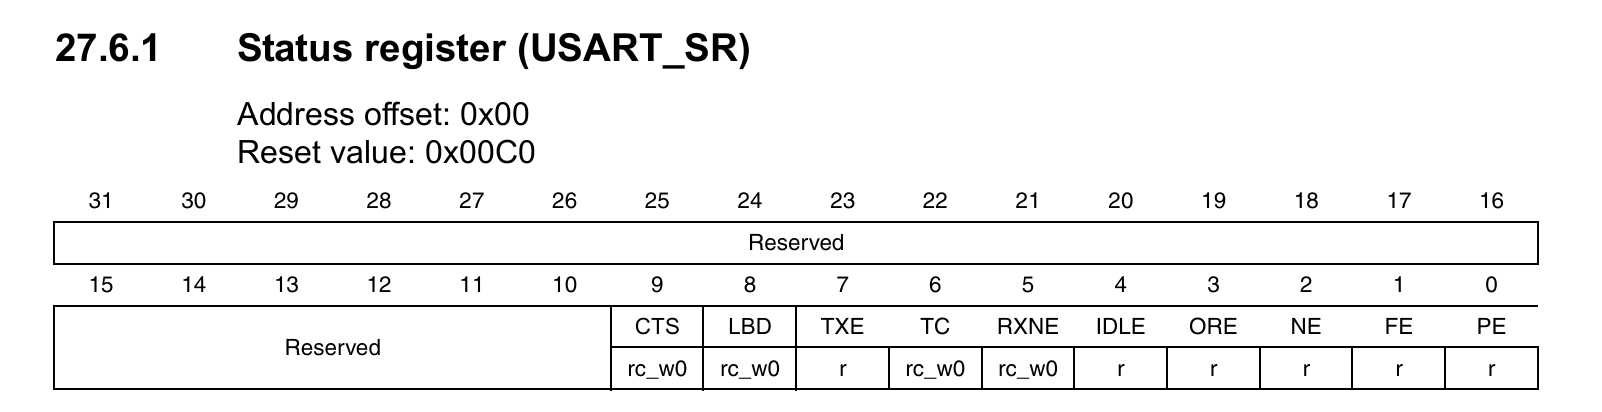 27.6.1 Status register (USART_SR)
Address offset: 0x00
Reset value: 0x00C0
31 30 29 28 27 26 25 24 23 22 21 20 19 18 17 16
Reserved
15 14 13 12 11 10 9 8 7 6 5 4 3 2 1 0
Reserved CTS LBD TXE TC RXNE IDLE ORE NE FE PE
rc_w0 rc_w0 r rc_w0 rc_w0 r r r r r